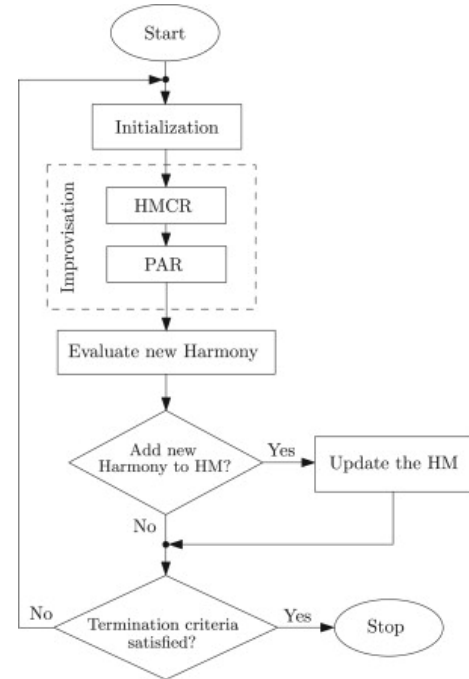 Start
Initialization
Improvisation
HMCR
PAR
Evaluate new Harmony
Add new
Harmony to HM?
Yes
Update the HM
No
No
Termination criteria
satisfied?
Yes
Stop